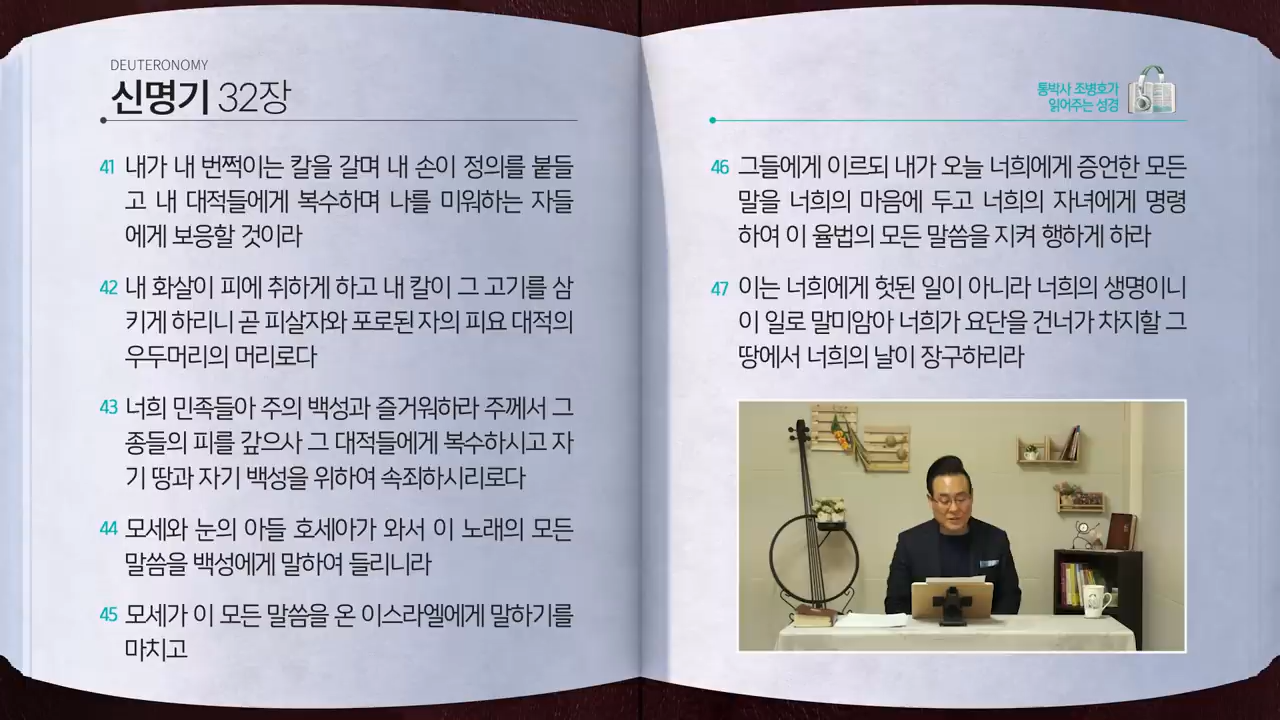 DEUTERONOMY
신명기 32장
41 내가 내 번쩍이는 칼을 갈며 내 손이 정의를 붙들
고 내 대적들에게 복수하며 나를 미워하는 자들
에게 보응할 것이라
42 내 화살이 피에 취하게 하고 내 칼이 그 고기를 삼
키게 하리니 곧 피살자와 포로된 자의 피요 대적의
우두머리의 머리로다
43 너희 민족들아 주의 백성과 즐거워하라 주께서 그
종들의 피를 갚으사 그 대적들에게 복수하시고 자
기 땅과 자기 백성을 위하여 속죄하시리로다
44 모세와 눈의 아들 호세아가 와서 이 노래의 모든
말씀을 백성에게 말하여 들리니라
45 모세가 이 모든 말씀을 온 이스라엘에게 말하기를
마치고
통박사 조병호가
읽어주는 성경
46 그들에게 이르되 내가 오늘 너희에게 증언한 모든
말을 너희의 마음에 두고 너희의 자녀에게 명령
하여 이 율법의 모든 말씀을 지켜 행하게 하라
47 이는 너희에게 헛된 일이 아니라 너희의 생명이니
이 일로 말미암아 너희가 요단을 건너가 차지할 그
땅에서 너희의 날이 장구하리라